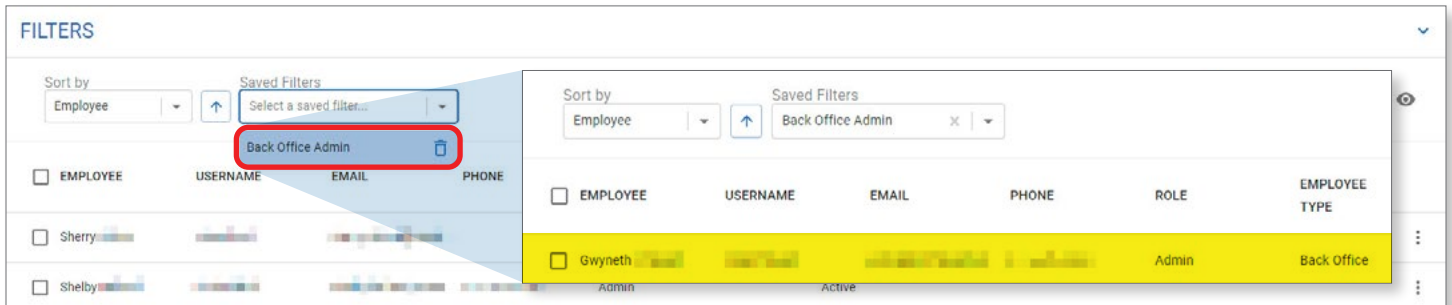 FILTERS
Sort by Saved Filters
Employee Select a saved filter...
Back Office Admin
EMPLOYEE USERNAME EMAIL PHONE
Sherry
Shelby Admin Active
Sort by Saved Filters
Employee Back Office Admin
EMPLOYEE USERNAME EMAIL PHONE ROLE EMPLOYEE TYPE
Gwyneth Admin Back Office